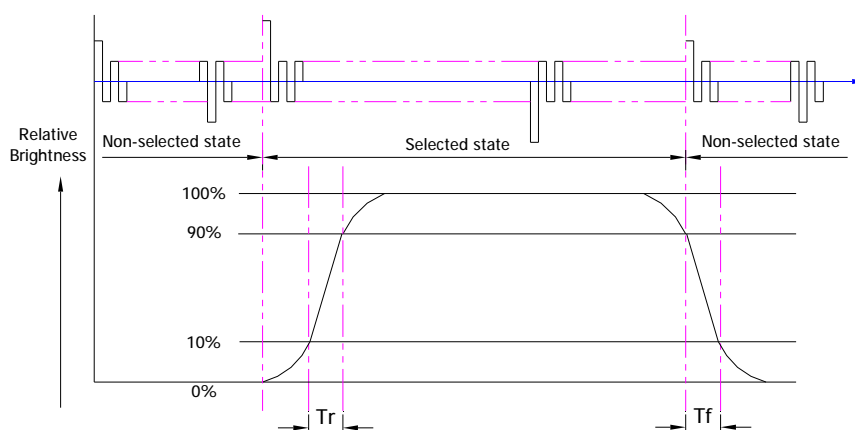 Non-selected state
Selected state
Non-selected state
Relative
Brightness
100%
90%
10%
0%
Tr
Tf